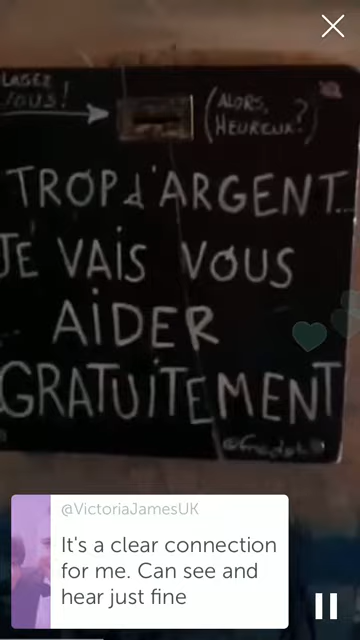 (ALORS,
HEUREUX?)
TROP d'ARGENT...
JE VAIS VOUS
AIDER
GRATUITEMENT
@VictoriaJamesUK
It's a clear connection
for me. Can see and
hear just fine